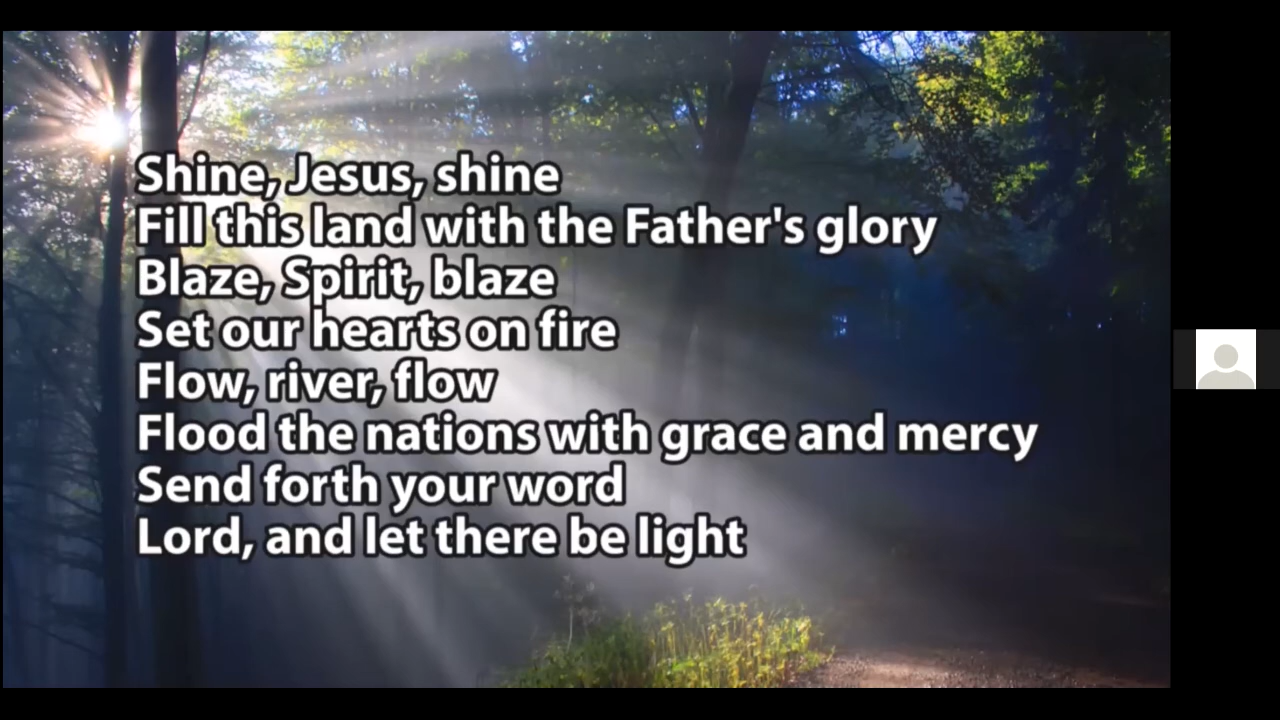 Shine, Jesus, shine
Fill this land with the Father's glory
Blaze, Spirit, blaze
Set our hearts on fire
Flow, river, flow
Flood the nations with grace and mercy
Send forth your word
Lord, and let there be light